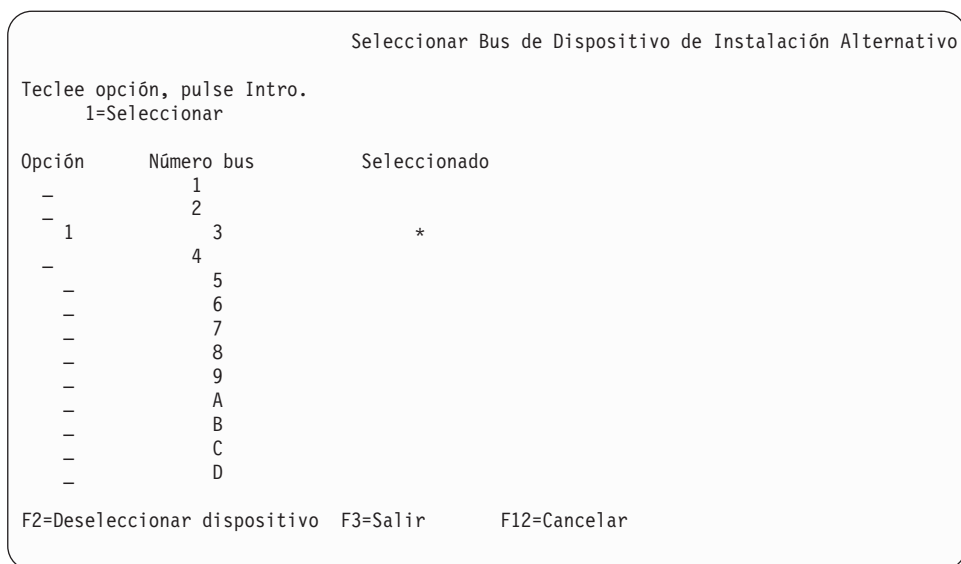 Seleccionar Bus de Dispositivo de Instalación Alternativo
Teclee opción, pulse Intro.
1=Seleccionar
Opción Número bus Seleccionado
_ 1
_ 2
1 3 *
_ 4
_ 5
_ 6
_ 7
_ 8
_ 9
_ A
_ B
_ C
_ D
F2=Deseleccionar dispositivo F3=Salir F12=Cancelar